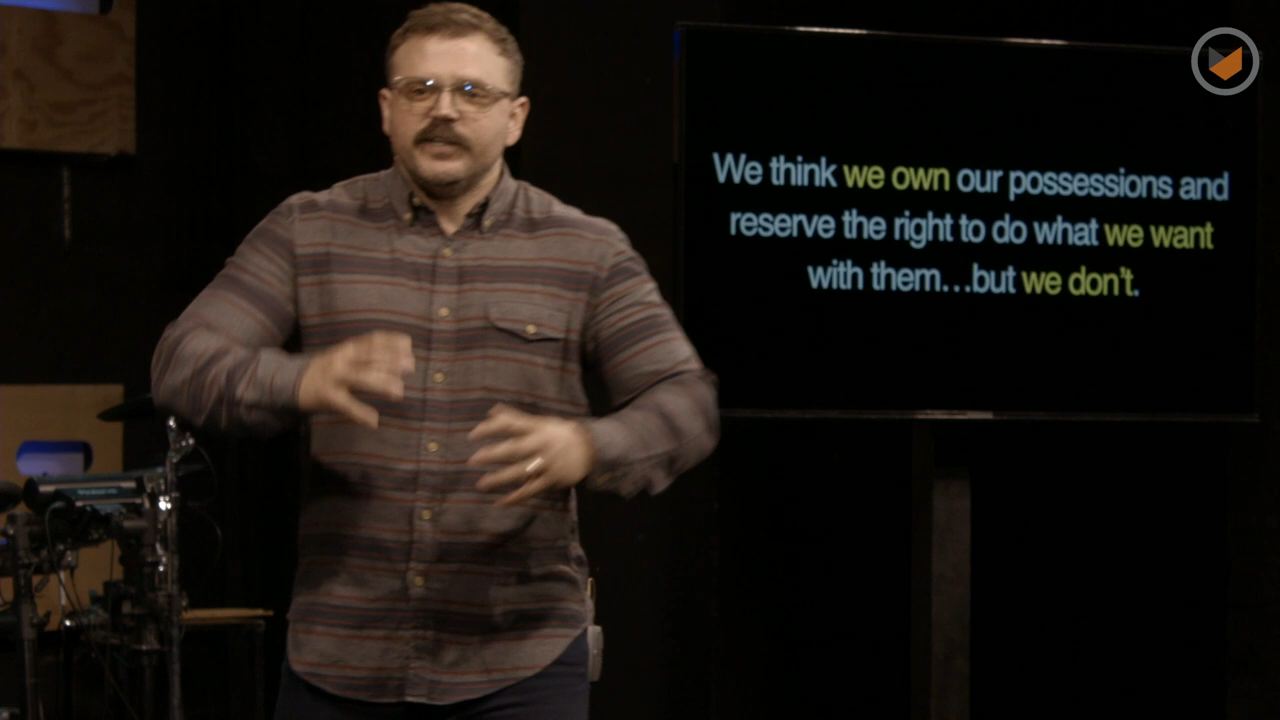 We think we own our possessions and
reserve the right to do what we want
with them…but we don't.